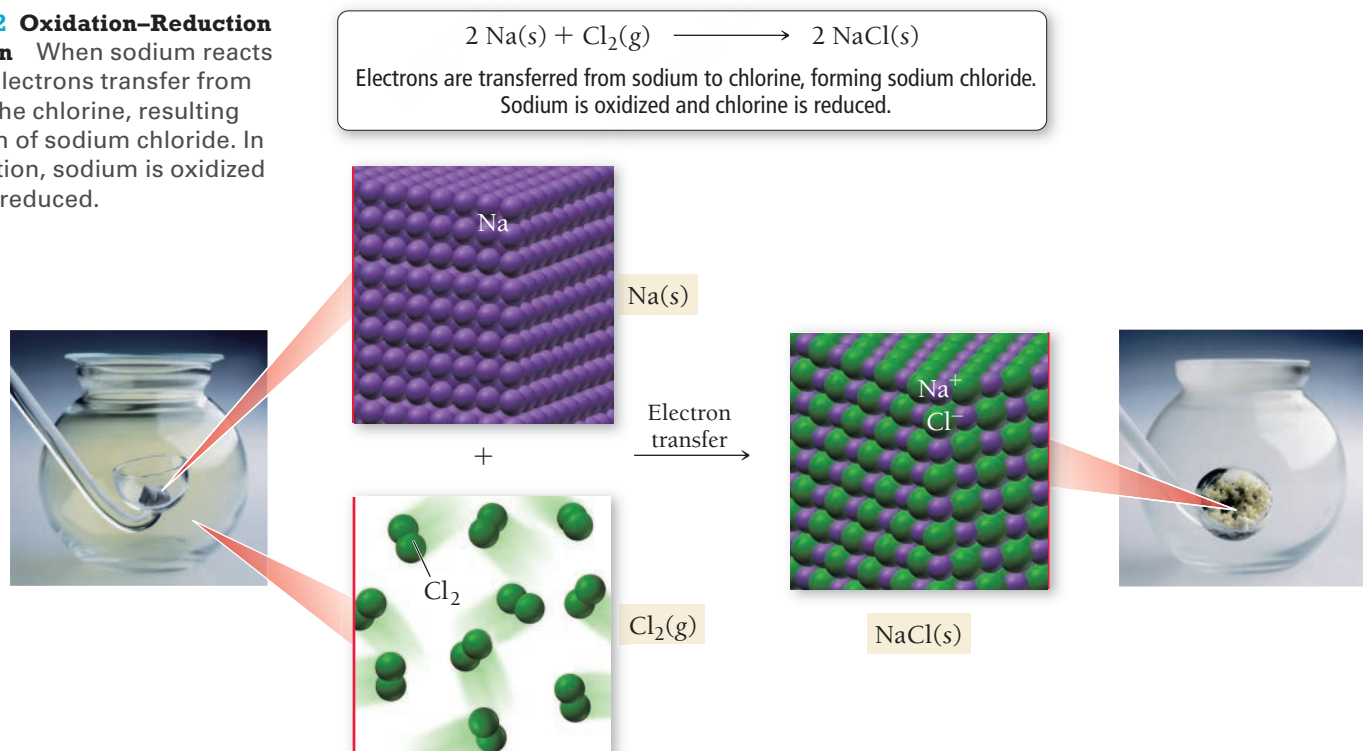 2 Oxidation–Reduction
n When sodium reacts
lectrons transfer from
he chlorine, resulting
n of sodium chloride. In
tion, sodium is oxidized
reduced.
2 Na(s) + Cl₂(g) ⟶ 2 NaCl(s)
Electrons are transferred from sodium to chlorine, forming sodium chloride.
Sodium is oxidized and chlorine is reduced.
Na
Na(s)
+
Cl₂
Cl₂(g)
Electron
transfer
Na⁺
Cl⁻
NaCl(s)